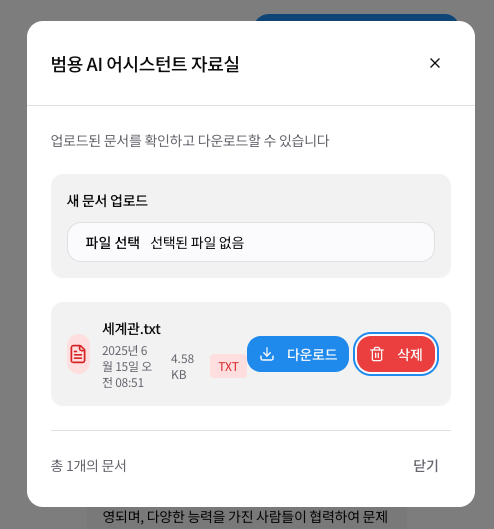 범용 AI 어시스턴트 자료실
업로드된 문서를 확인하고 다운로드할 수 있습니다
새 문서 업로드
파일 선택 선택된 파일 없음
세계관.txt
2025년 6
월 15일 오
전 08:51
4.58
KB
TXT
다운로드
삭제
총 1개의 문서
닫기
영되며, 다양한 능력을 가진 사람들이 협력하여 문제